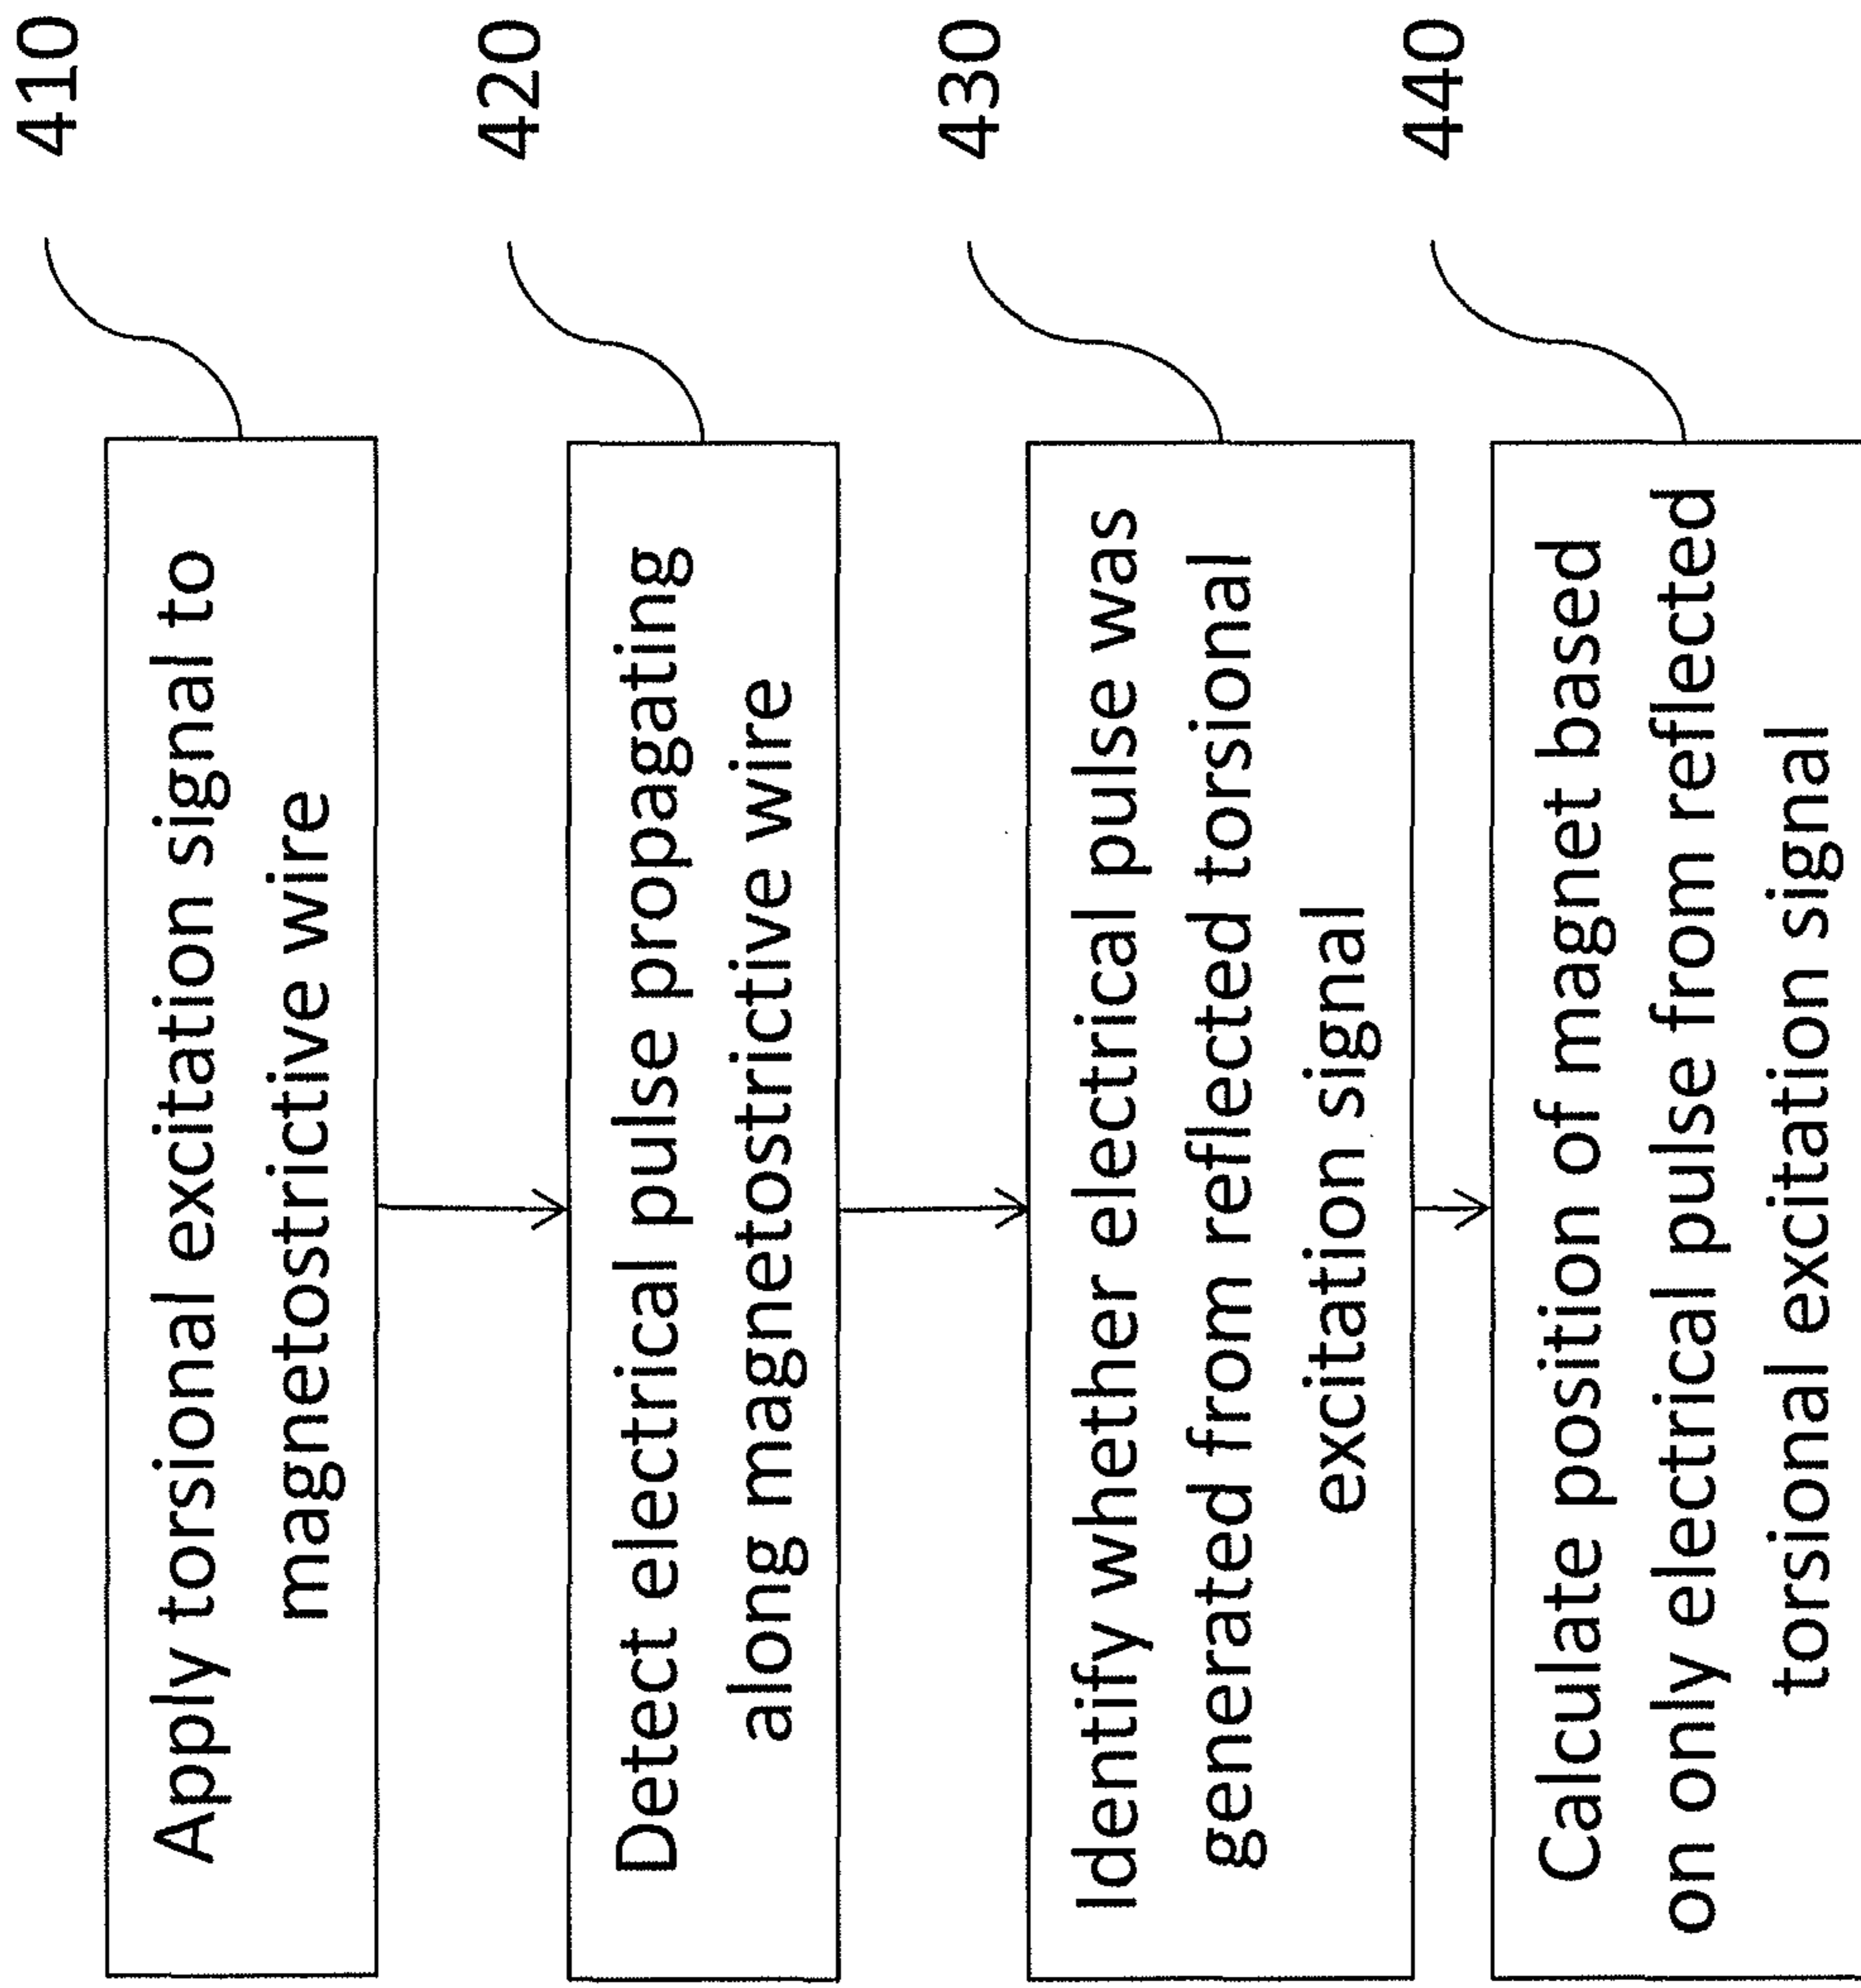 Apply torsional excitation signal to
magnetostrictive wire
410
Detect electrical pulse propagating
along magnetostrictive wire
420
Identify whether electrical pulse was
generated from reflected torsional
excitation signal
430
Calculate position of magnet based
on only electrical pulse from reflected
torsional excitation signal
440